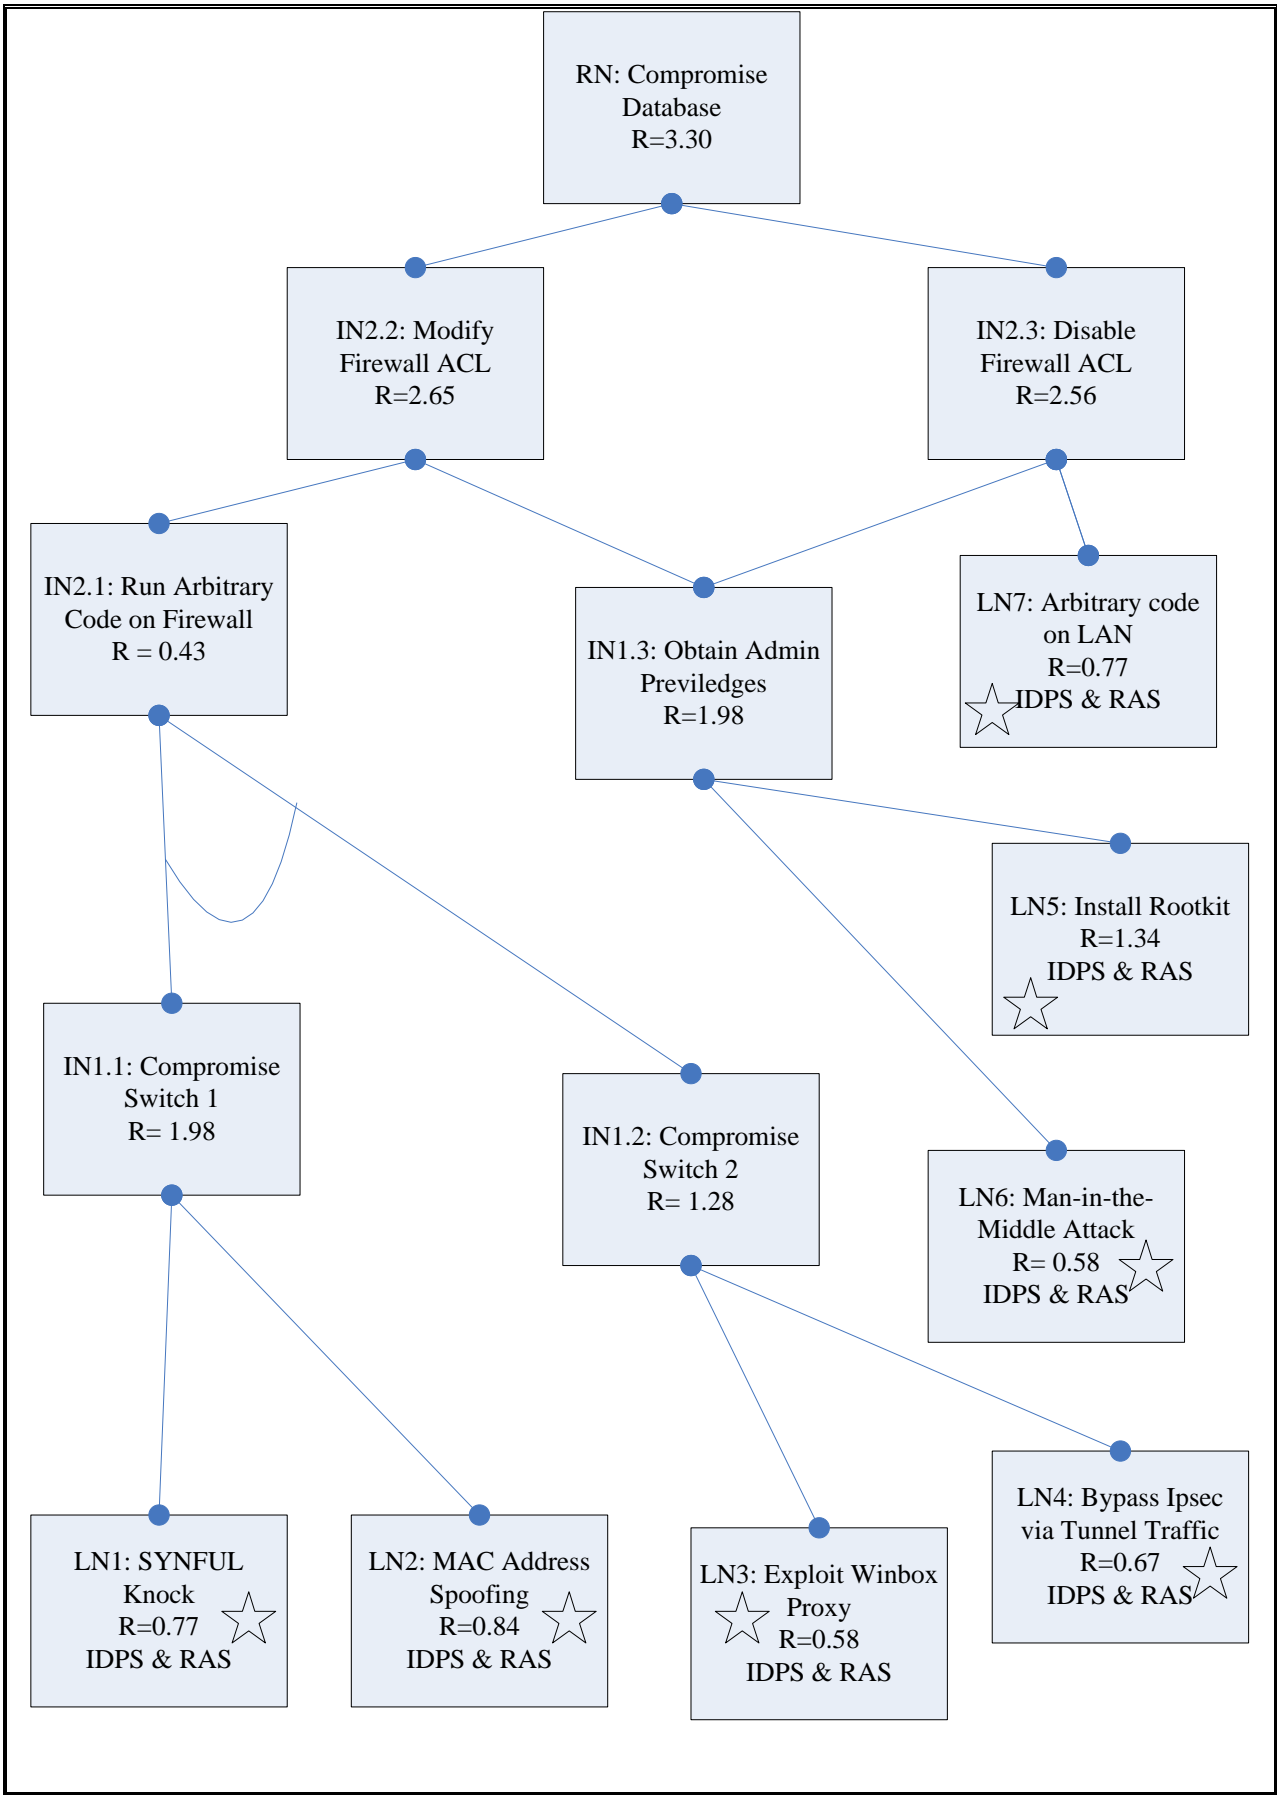 RN: Compromise
Database
R=3.30
IN2.2: Modify
Firewall ACL
R=2.65
IN2.3: Disable
Firewall ACL
R=2.56
IN2.1: Run Arbitrary
Code on Firewall
R = 0.43
IN1.3: Obtain Admin
Previledges
R=1.98
LN7: Arbitrary code
on LAN
R=0.77
IDPS & RAS
LN5: Install Rootkit
R=1.34
IDPS & RAS
IN1.1: Compromise
Switch 1
R= 1.98
IN1.2: Compromise
Switch 2
R= 1.28
LN6: Man-in-the-
Middle Attack
R= 0.58
IDPS & RAS
LN1: SYNFUL
Knock
R=0.77
IDPS & RAS
LN2: MAC Address
Spoofing
R=0.84
IDPS & RAS
LN3: Exploit Winbox
Proxy
R=0.58
IDPS & RAS
LN4: Bypass Ipsec
via Tunnel Traffic
R=0.67
IDPS & RAS